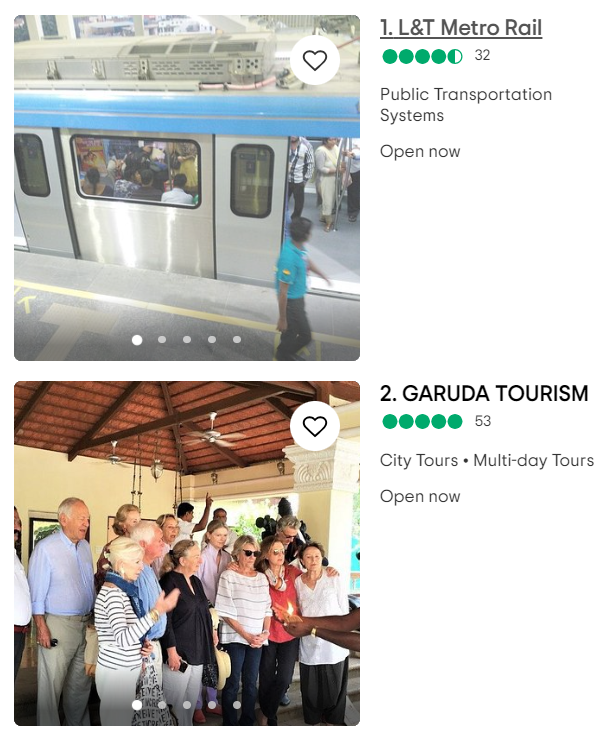 1. L&T Metro Rail
32
Public Transportation
Systems
Open now
2. GARUDA TOURISM
53
City Tours • Multi-day Tours
Open now